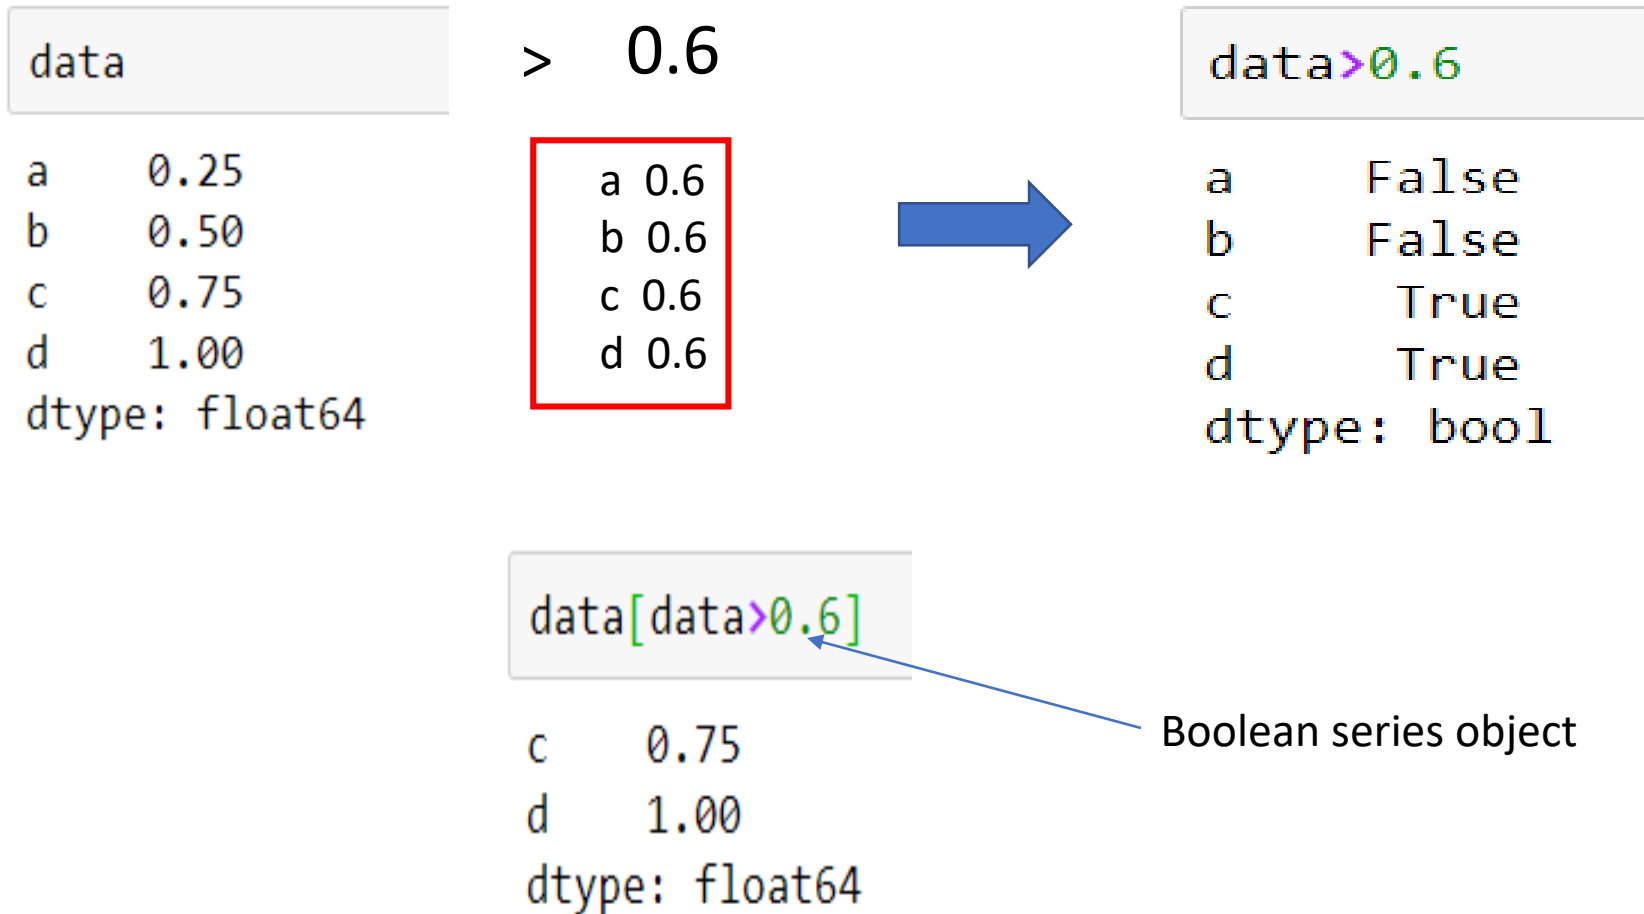 data
a 0.25
b 0.50
c 0.75
d 1.00
dtype: float64
> 0.6
a 0.6
b 0.6
c 0.6
d 0.6
data>0.6
a False
b False
c True
d True
dtype: bool
data[data>0.6]
c 0.75
d 1.00
dtype: float64
Boolean series object